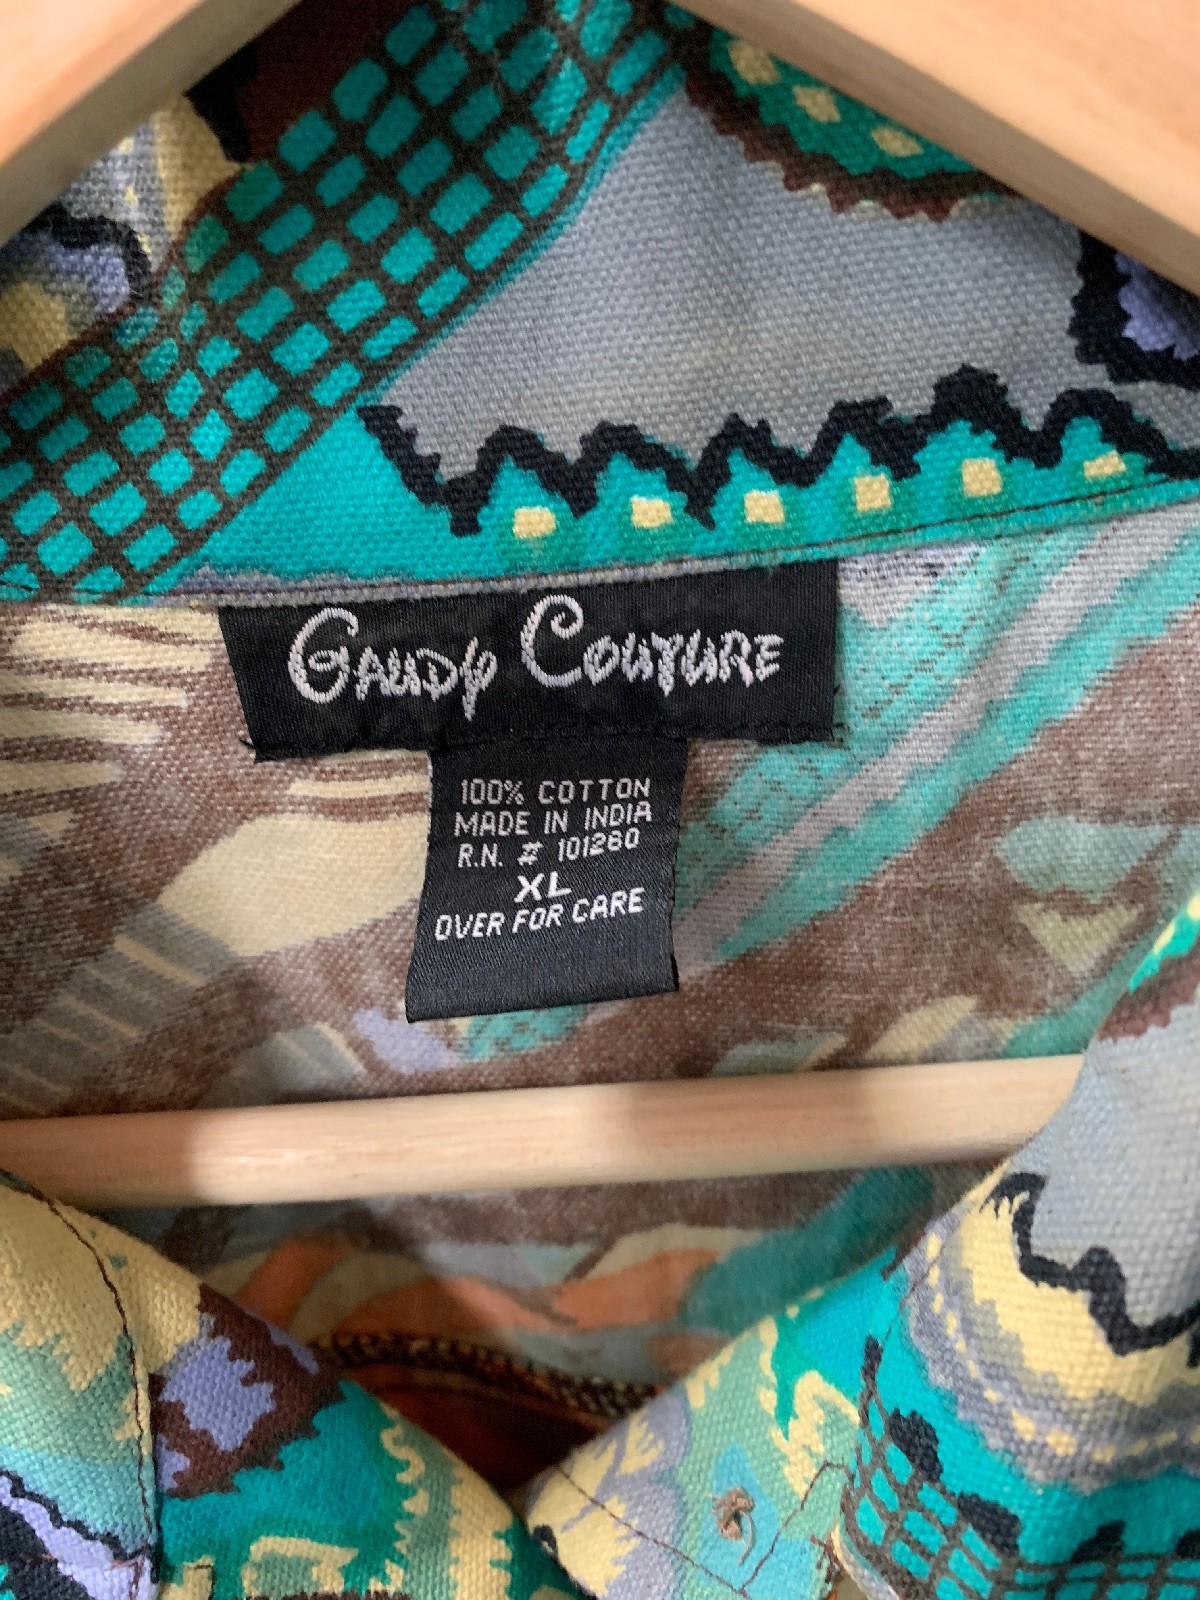 Gaudy Couture
100% COTTON
MADE IN INDIA
R.N. # 101260
XL
OVER FOR CARE